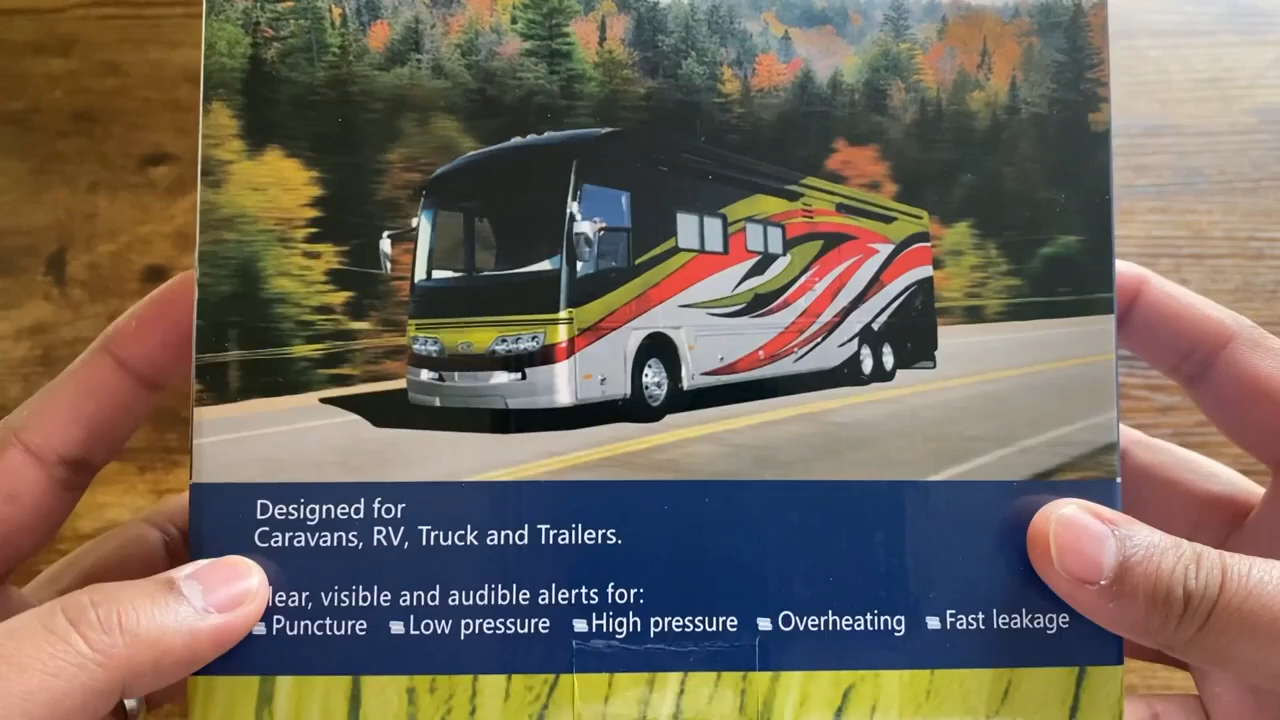 Designed for
Caravans, RV, Truck and Trailers.
lear, visible and audible alerts for:
Puncture Low pressure High pressure Overheating Fast leakage